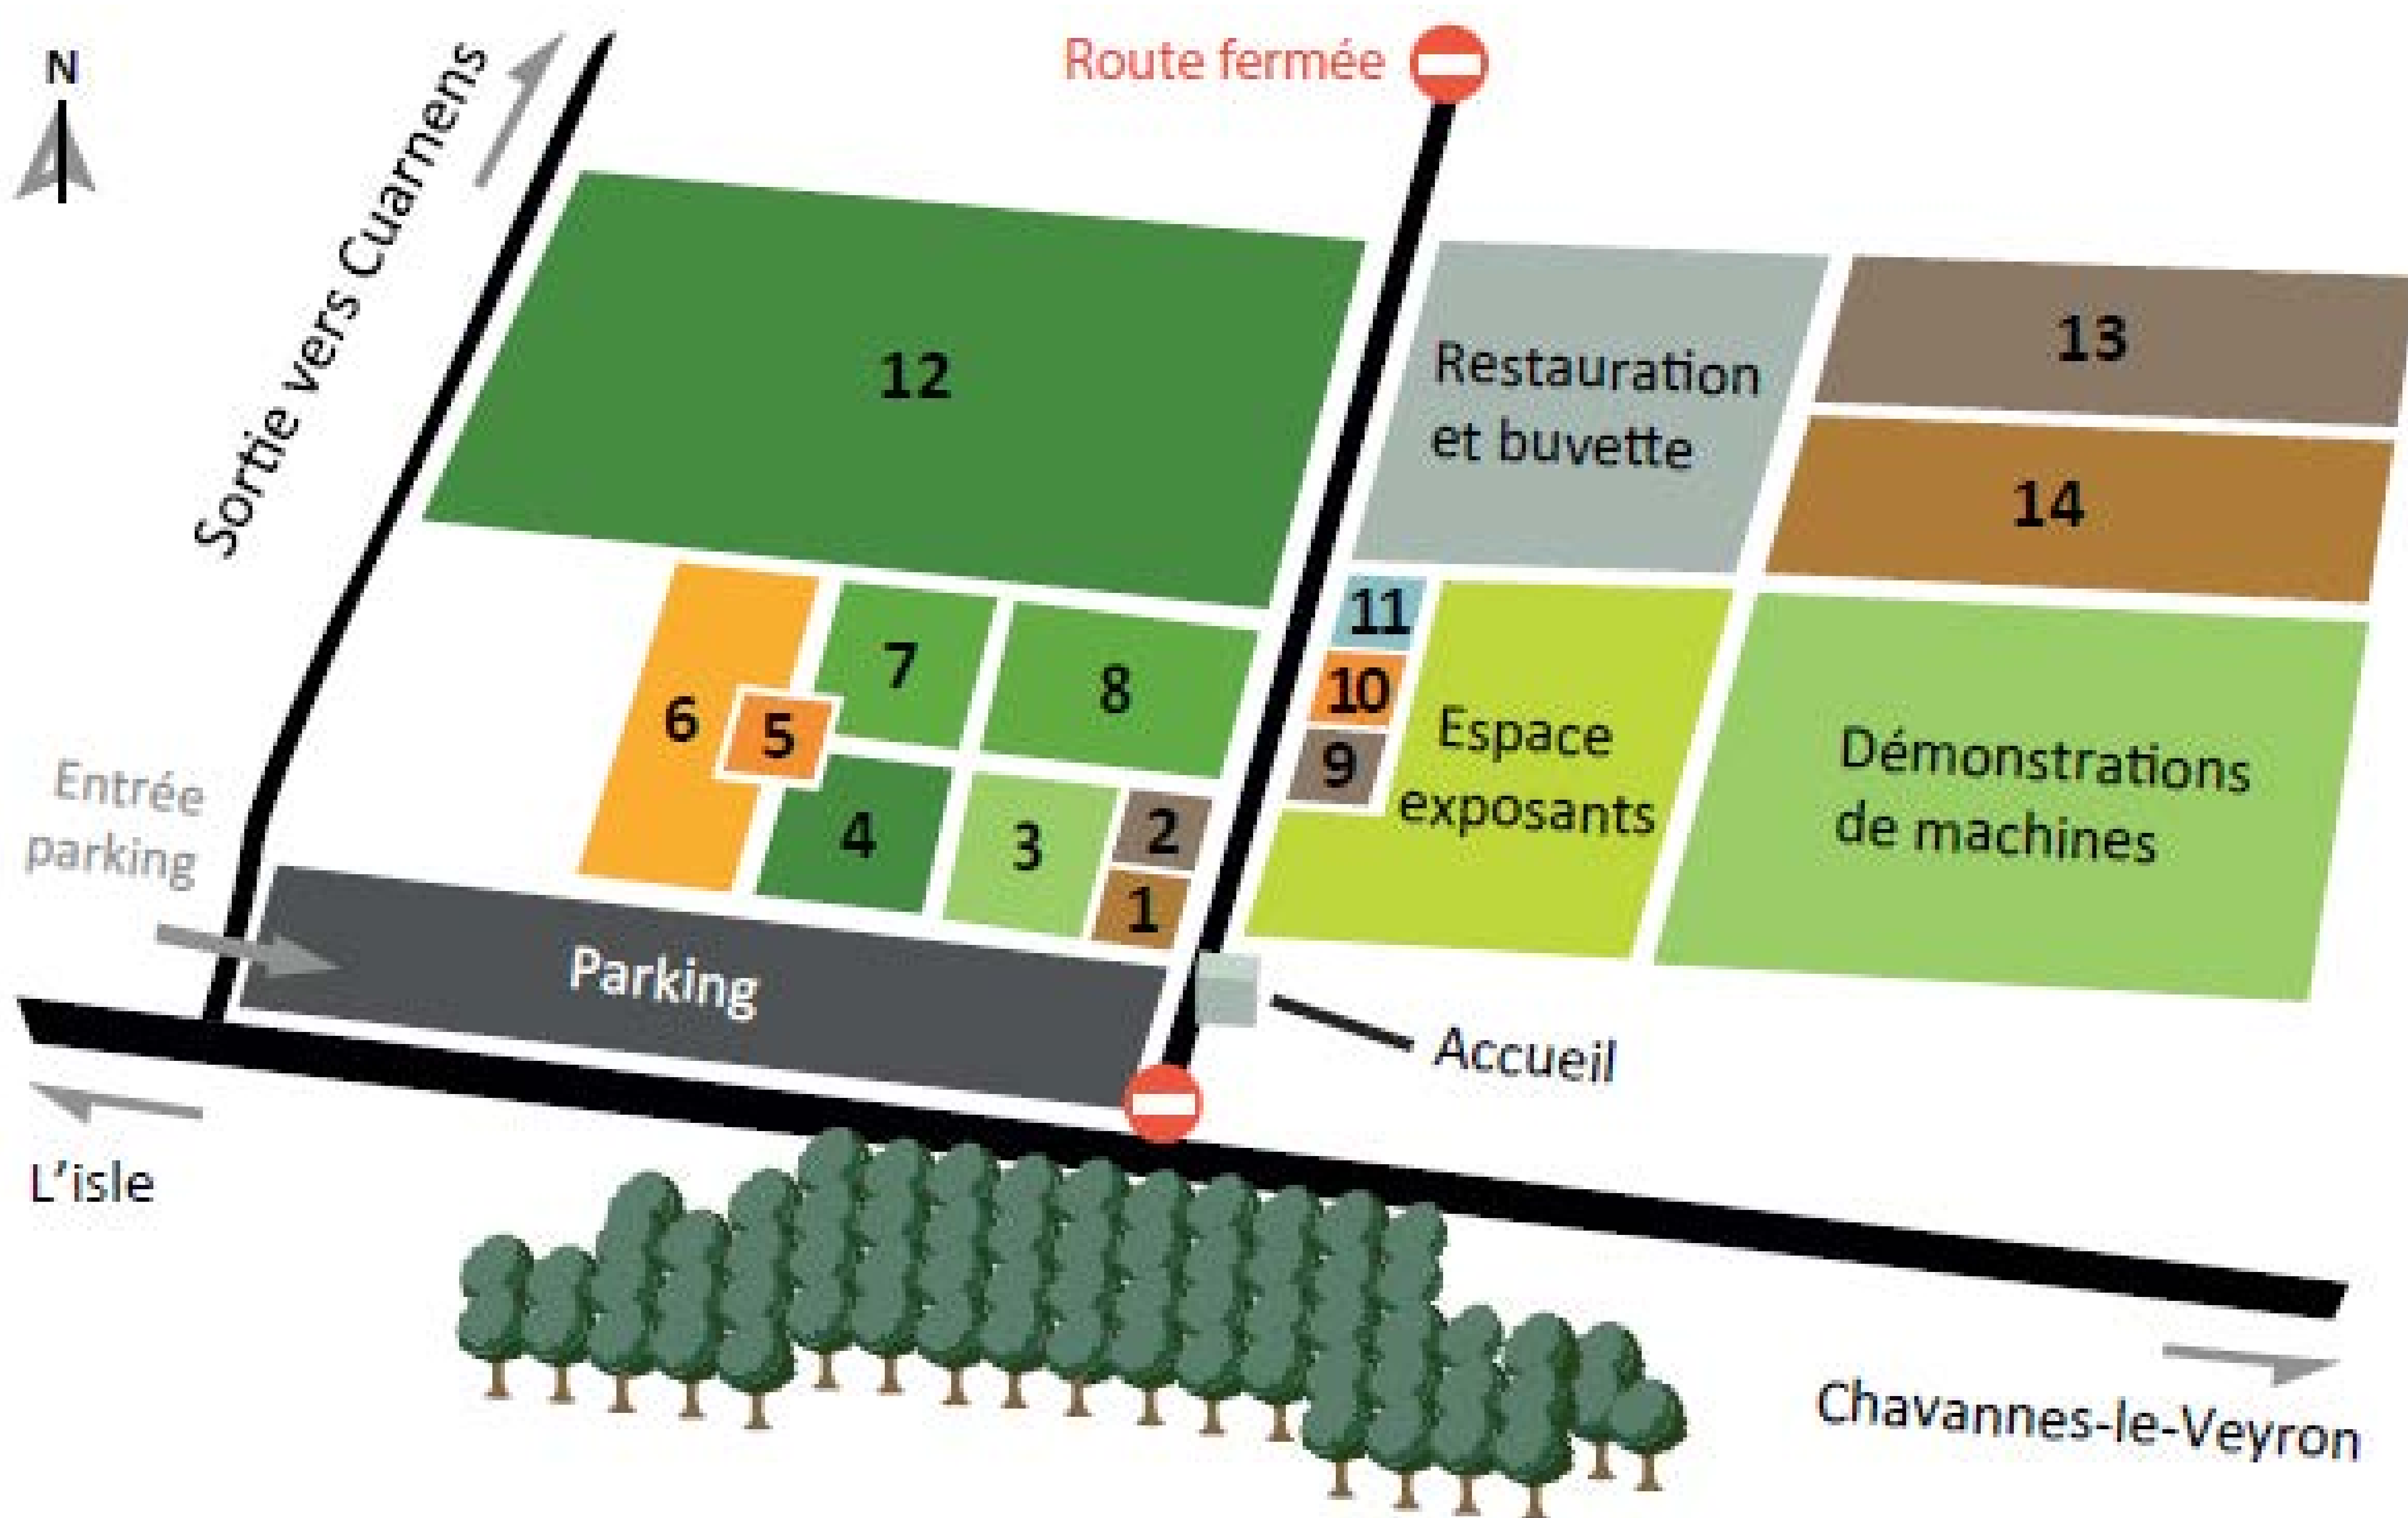 N
Route fermée
Sortie vers Cuarnens
12
Restauration
et buvette
13
14
6
5
7
8
4
3
2
1
11
10
9
Espace
exposants
Démonstrations
de machines
Entrée
parking
Parking
Accueil
L'isle
Chavannes-le-Veyron